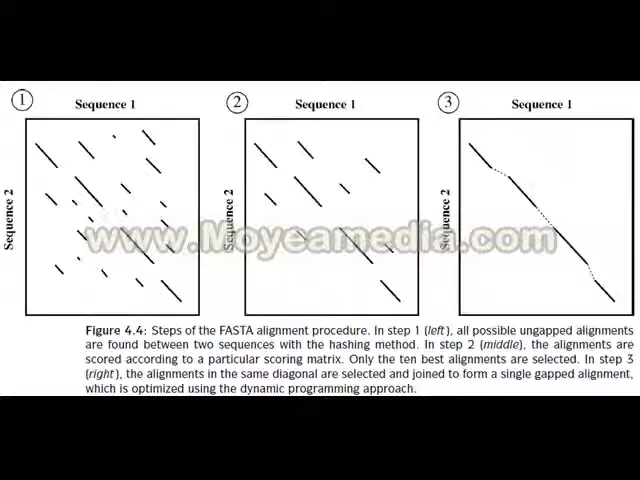 1 Sequence 1
2 Sequence 1
3 Sequence 1
Sequence 2
Sequence 2
Sequence 2
www.Moyeamedia.com
Figure 4.4: Steps of the FASTA alignment procedure. In step 1 (left), all possible ungapped alignments
are found between two sequences with the hashing method. In step 2 (middle), the alignments are
scored according to a particular scoring matrix. Only the ten best alignments are selected. In step 3
(right), the alignments in the same diagonal are selected and joined to form a single gapped alignment,
which is optimized using the dynamic programming approach.